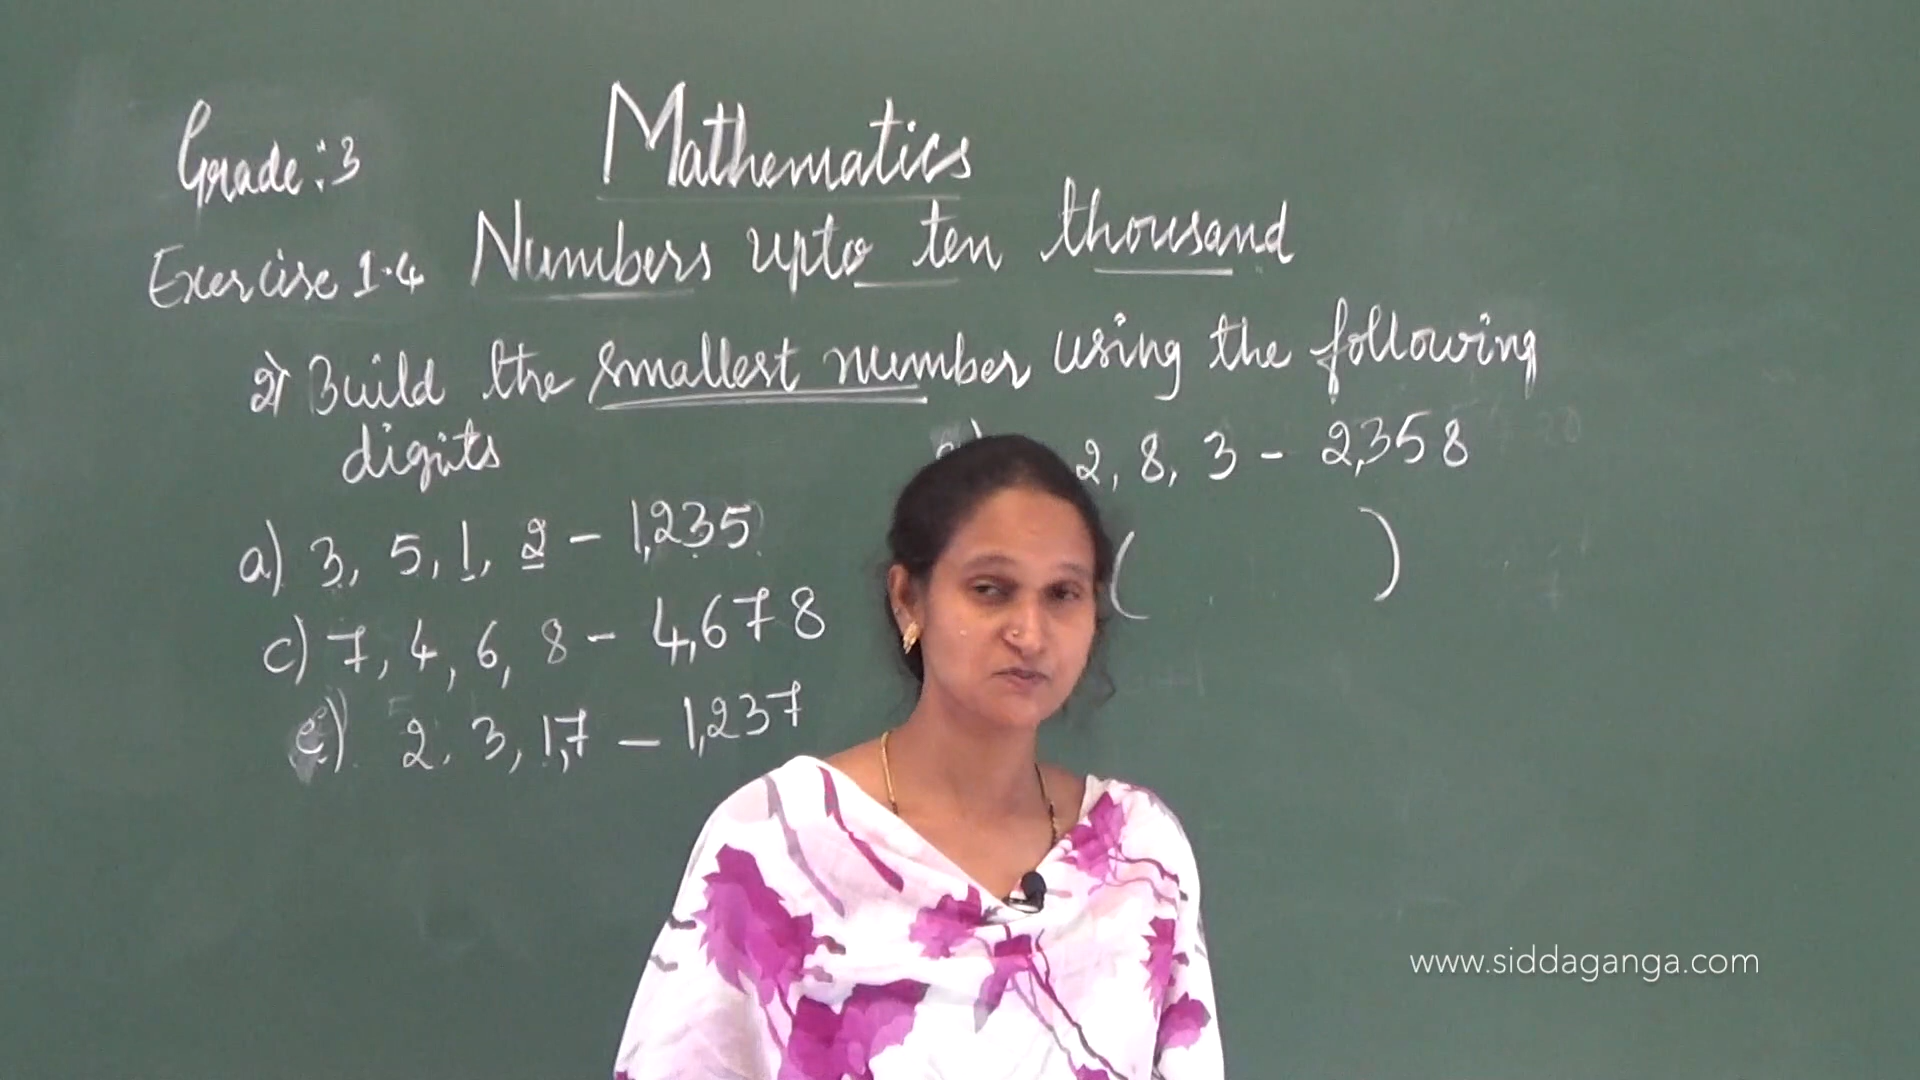 Grade: 3
Mathematics
Exercise 1.4
Numbers upto ten thousand
2) Build the smallest number using the following
digits
2, 8, 3 - 2,358
a) 3, 5, 1, 2 - 1,235
( )
c) 7, 4, 6, 8 - 4,678
e) 2, 3, 1,7 - 1,237
www.siddaganga.com